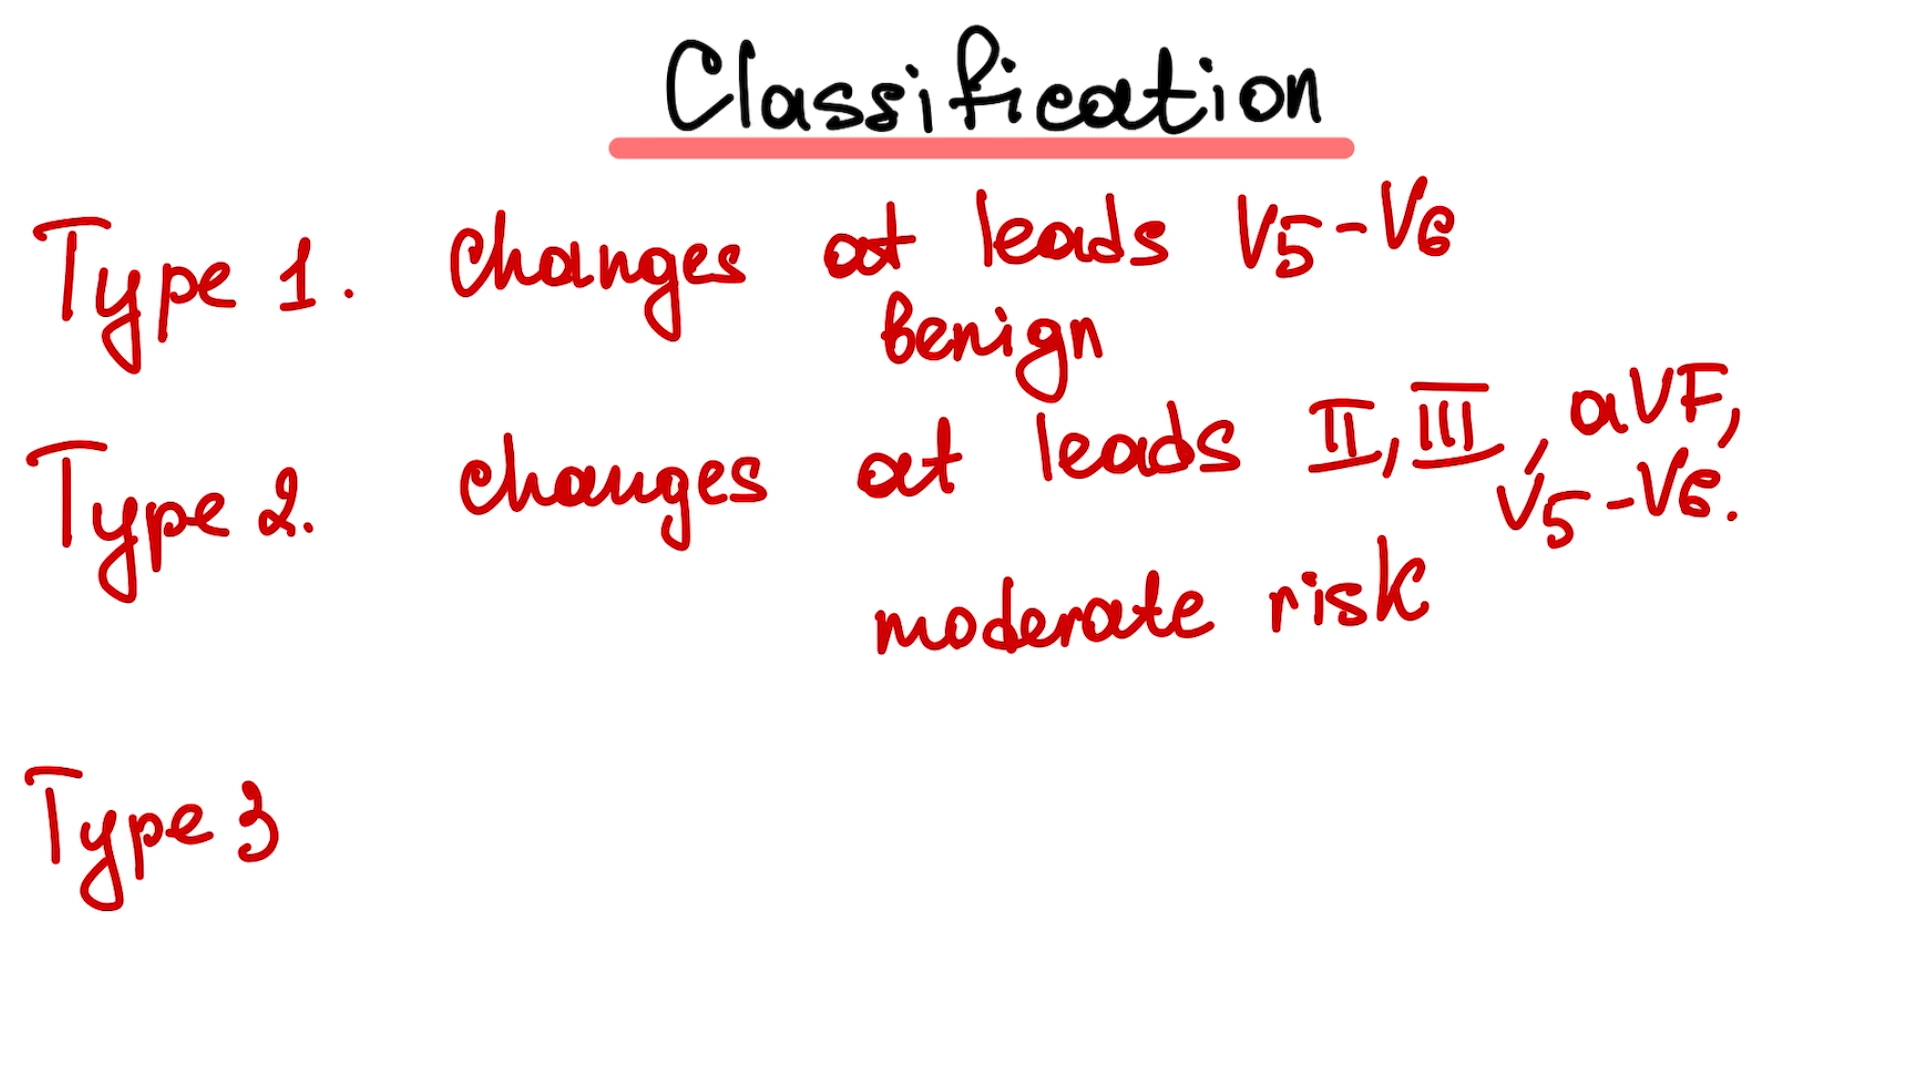 Classification
Type 1. changes at leads V5-V6
benign
Type 2. changes at leads II, III, aVF,
V5-V6.
moderate risk
Type 3